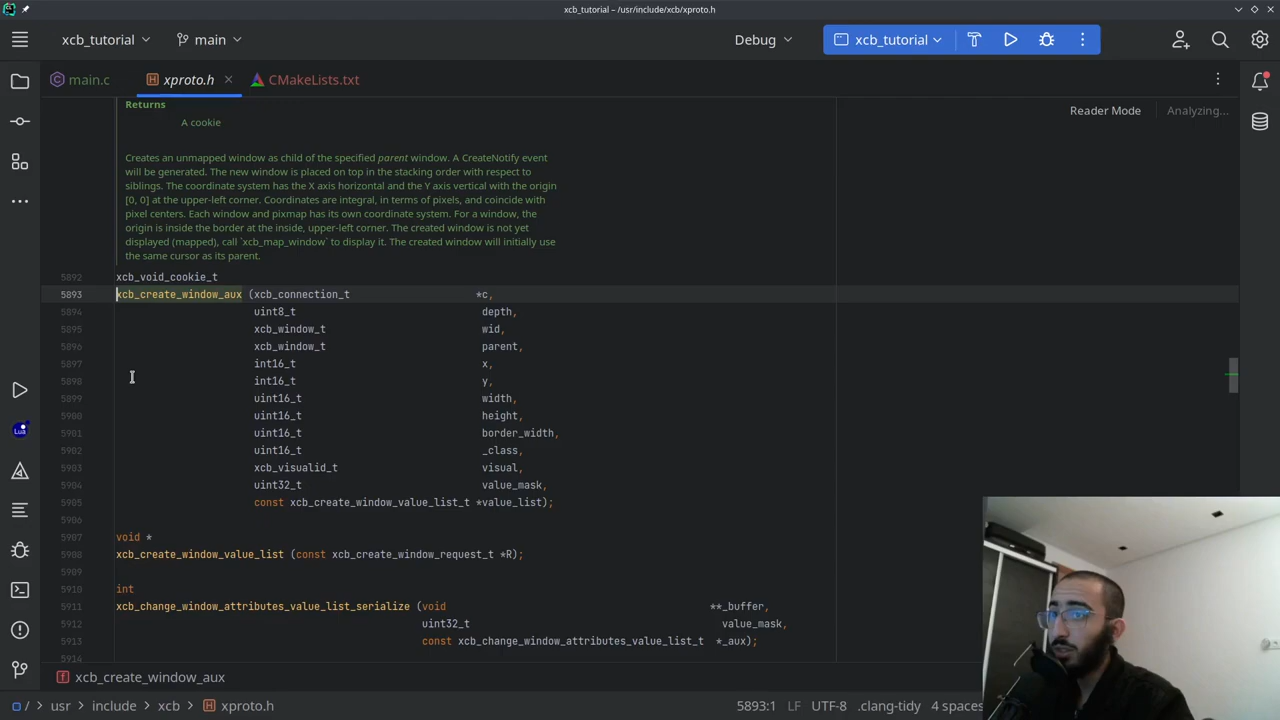 xcb_tutorial – /usr/include/xcb/xproto.h
xcb_tutorial
main
Debug
xcb_tutorial
main.c
xproto.h
CMakeLists.txt
Reader Mode
Analyzing...
Returns
A cookie
Creates an unmapped window as child of the specified parent window. A CreateNotify event
will be generated. The new window is placed on top in the stacking order with respect to
siblings. The coordinate system has the X axis horizontal and the Y axis vertical with the origin
[0, 0] at the upper-left corner. Coordinates are integral, in terms of pixels, and coincide with
pixel centers. Each window and pixmap has its own coordinate system. For a window, the
origin is inside the border at the inside, upper-left corner. The created window is not yet
displayed (mapped), call `xcb_map_window` to display it. The created window will initially use
the same cursor as its parent.
5892 xcb_void_cookie_t
5893 xcb_create_window_aux (xcb_connection_t *c,
5894 uint8_t depth,
5895 xcb_window_t wid,
5896 xcb_window_t parent,
5897 int16_t x,
5898 int16_t y,
5899 uint16_t width,
5900 uint16_t height,
5901 uint16_t border_width,
5902 uint16_t _class,
5903 xcb_visualid_t visual,
5904 uint32_t value_mask,
5905 const xcb_create_window_value_list_t *value_list);
5906
5907 void *
5908 xcb_create_window_value_list (const xcb_create_window_request_t *R);
5909
5910 int
5911 xcb_change_window_attributes_value_list_serialize (void **_buffer,
5912 uint32_t value_mask,
5913 const xcb_change_window_attributes_value_list_t *_aux);
5914
Lua
f xcb_create_window_aux
/ usr include xcb xproto.h
5893:1 LF UTF-8 .clang-tidy 4 spaces